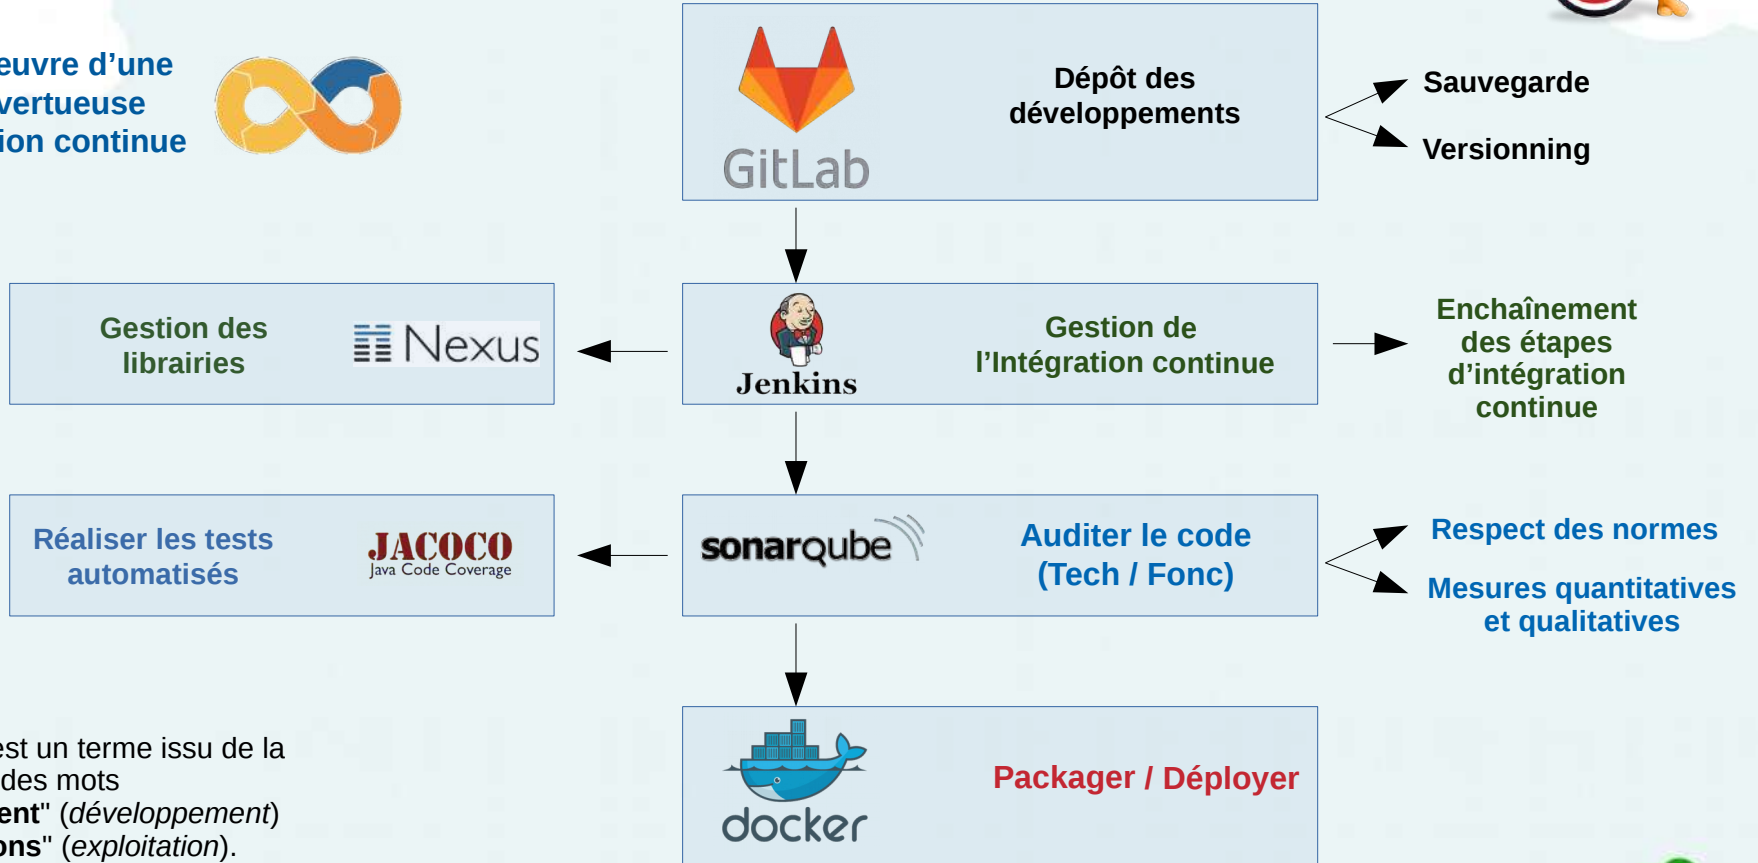 euvre d'une
vertueuse
ion continue
GitLab
Dépôt des
développements
Sauvegarde
Versionning
Gestion des
librairies
Nexus
Jenkins
Gestion de
l'Intégration continue
Enchaînement
des étapes
d'intégration
continue
Réaliser les tests
automatisés
JACOCO
Java Code Coverage
sonarqube
Auditer le code
(Tech / Fonc)
Respect des normes
Mesures quantitatives
et qualitatives
est un terme issu de la
des mots
ent" (développement)
ons" (exploitation).
docker
Packager / Déployer